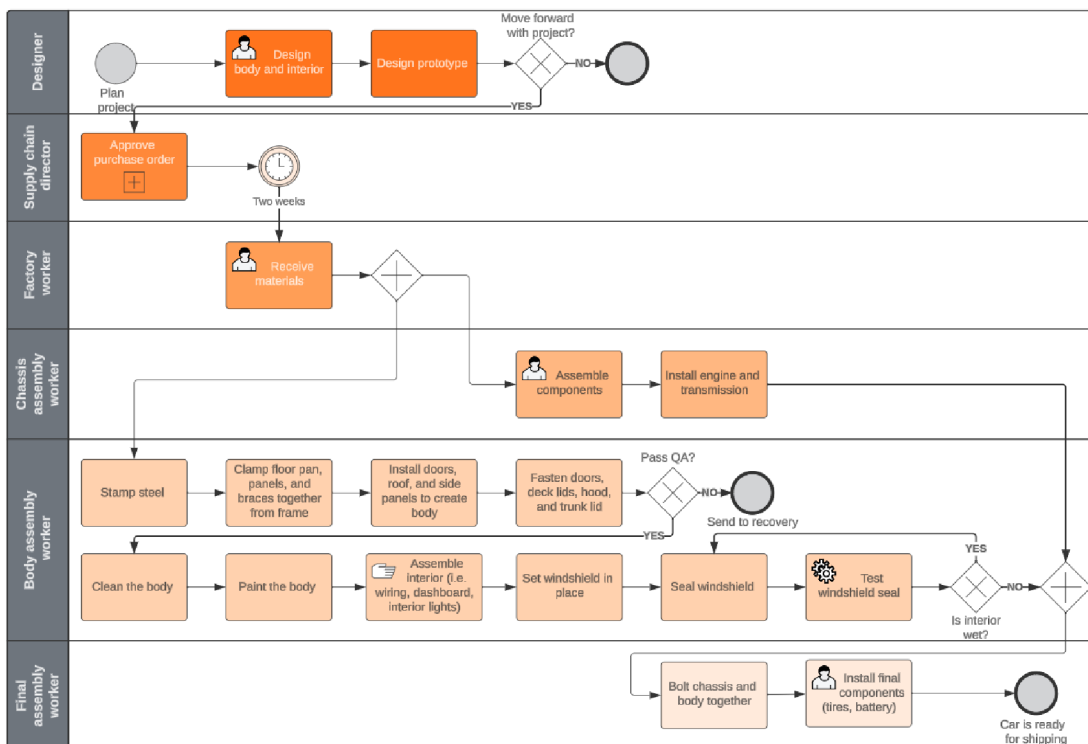 Designer
Move forward
with project?
Design
body and interior
Design prototype
NO
Plan
project
YES
Supply chain
director
Approve
purchase order
Two weeks
Factory
worker
Receive
materials
Chassis
assembly
worker
Assemble
components
Install engine and
transmission
Body assembly
worker
Pass QA?
Stamp steel
Clamp floor pan,
panels, and
braces together
from frame
Install doors,
roof, and side
panels to create
body
Fasten doors,
deck lids, hood,
and trunk lid
NO
Send to recovery
YES
YES
Clean the body
Paint the body
Assemble
interior (i.e.
wiring, dashboard,
interior lights)
Set windshield in
place
Seal windshield
Test
windshield seal
NO
Is interior
wet?
Final
assembly
worker
Bolt chassis and
body together
Install final
components
(tires, battery)
Car is ready
for shipping